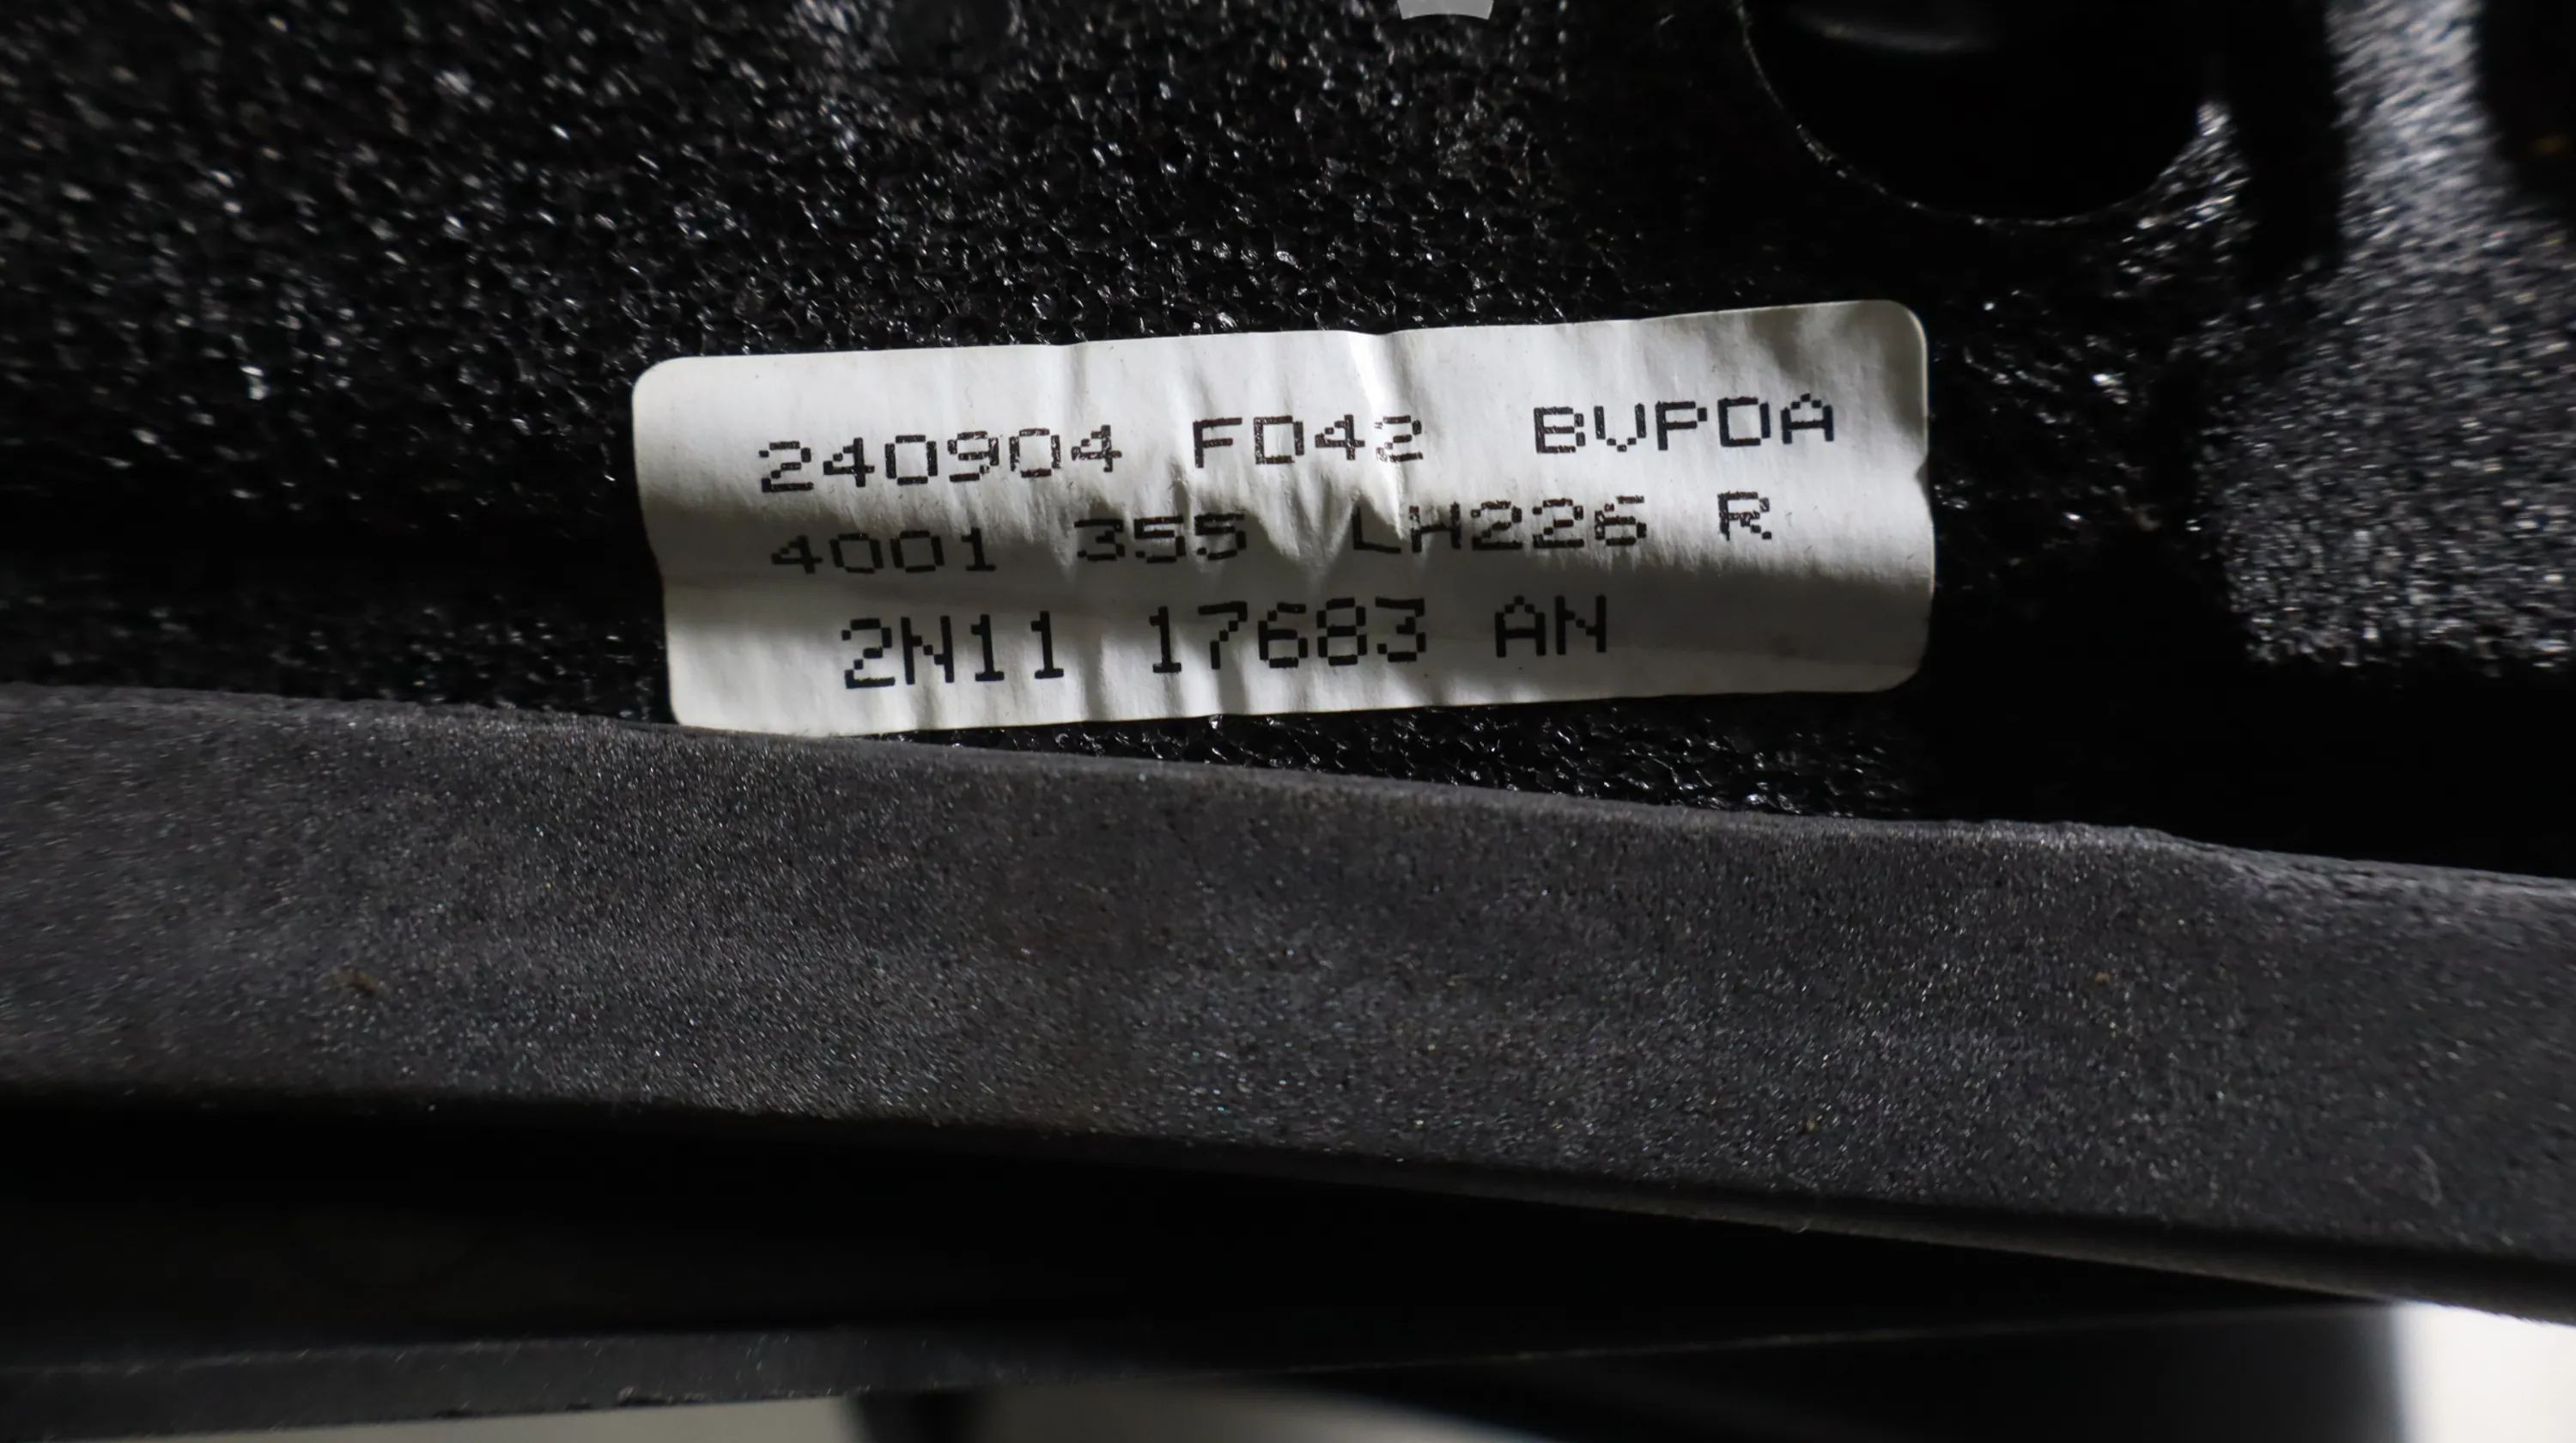 240904 FD42 BVPDA
4001 355 LH226 R
2N11 17683 AN